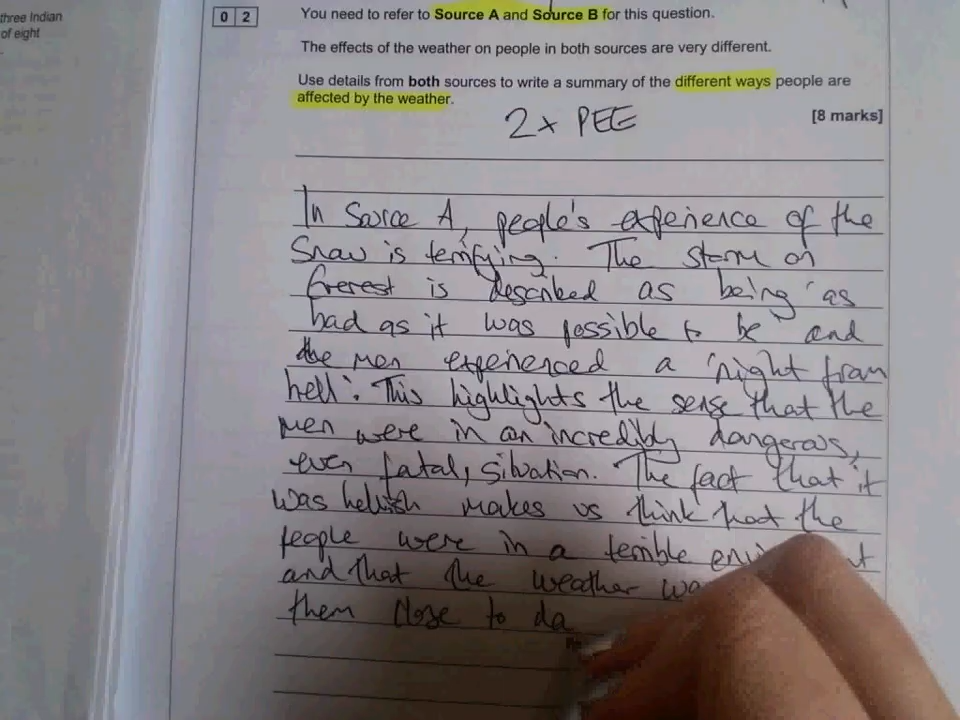 three Indian
of eight
0 2
You need to refer to Source A and Source B for this question.
The effects of the weather on people in both sources are very different.
Use details from both sources to write a summary of the different ways people are
affected by the weather.
[8 marks]
2x PEE
In Source A, people's experience of the
snow is terrifying. The storm on
Everest is described as being 'as
bad as it was possible to be' and
the men experienced a 'night from
hell'. This highlights the sense that the
men were in an incredibly dangerous,
even fatal, situation. The fact that it
was hellish makes us think that the
people were in a terrible
and that the weather
them close to da